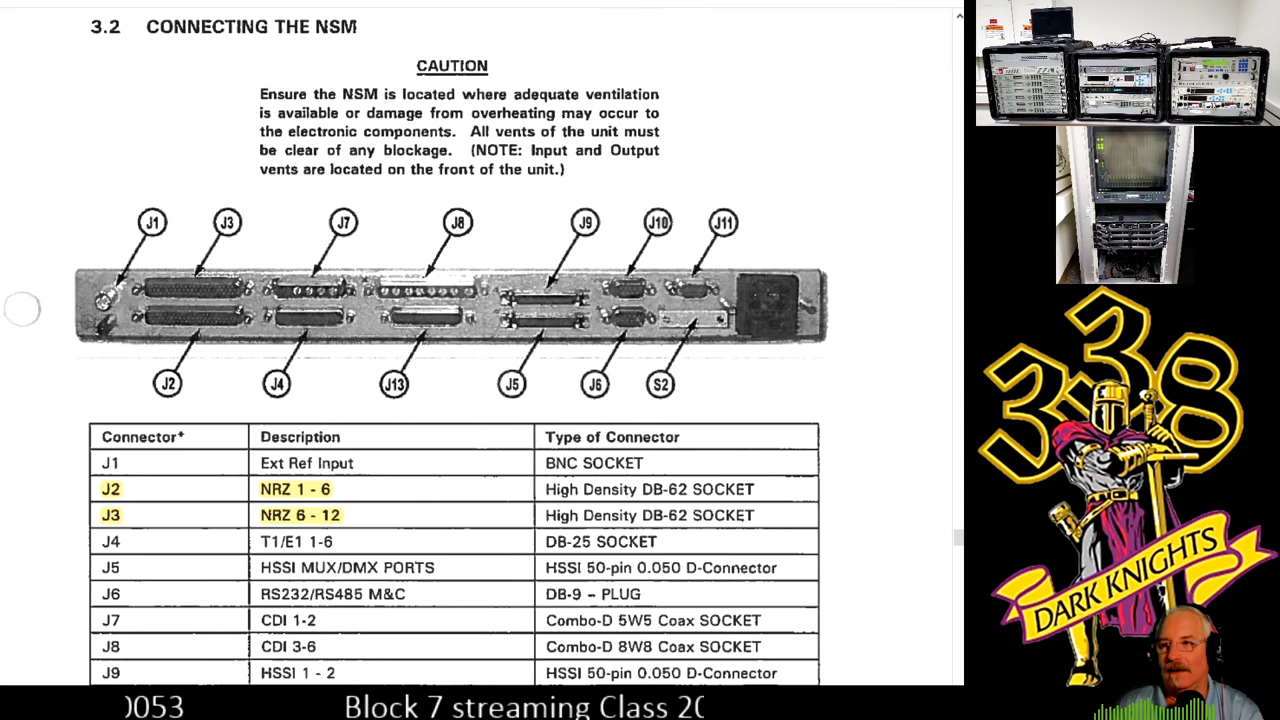 3.2 CONNECTING THE NSM
CAUTION
Ensure the NSM is located where adequate ventilation
is available or damage from overheating may occur to
the electronic components. All vents of the unit must
be clear of any blockage. (NOTE: Input and Output
vents are located on the front of the unit.)
J1 J3 J7 J8 J9 J10 J11
J2 J4 J13 J5 J6 S2
Connector* Description Type of Connector
J1 Ext Ref Input BNC SOCKET
J2 NRZ 1 - 6 High Density DB-62 SOCKET
J3 NRZ 6 - 12 High Density DB-62 SOCKET
J4 T1/E1 1-6 DB-25 SOCKET
J5 HSSI MUX/DMX PORTS HSSI 50-pin 0.050 D-Connector
J6 RS232/RS485 M&C DB-9 - PLUG
J7 CDI 1-2 Combo-D 5W5 Coax SOCKET
J8 CDI 3-6 Combo-D 8W8 Coax SOCKET
J9 HSSI 1 - 2 HSSI 50-pin 0.050 D-Connector
338
DARK KNIGHTS
0053 Block 7 streaming Class 20